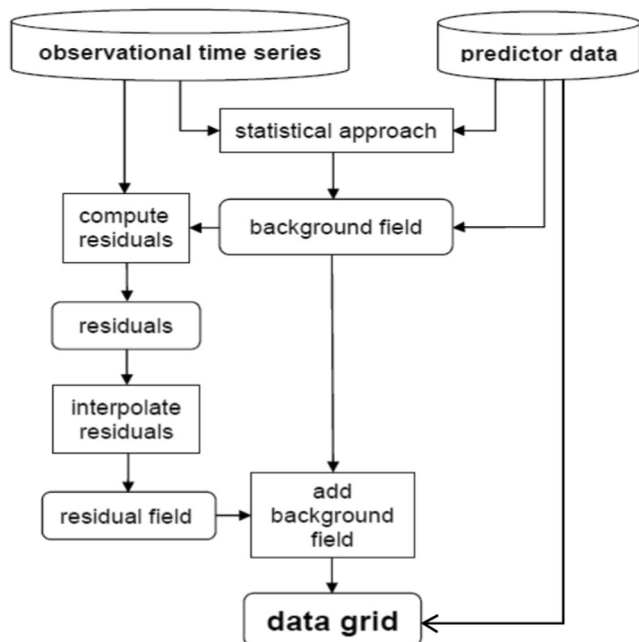 observational time series
predictor data
statistical approach
compute
residuals
background field
residuals
interpolate
residuals
residual field
add
background
field
data grid